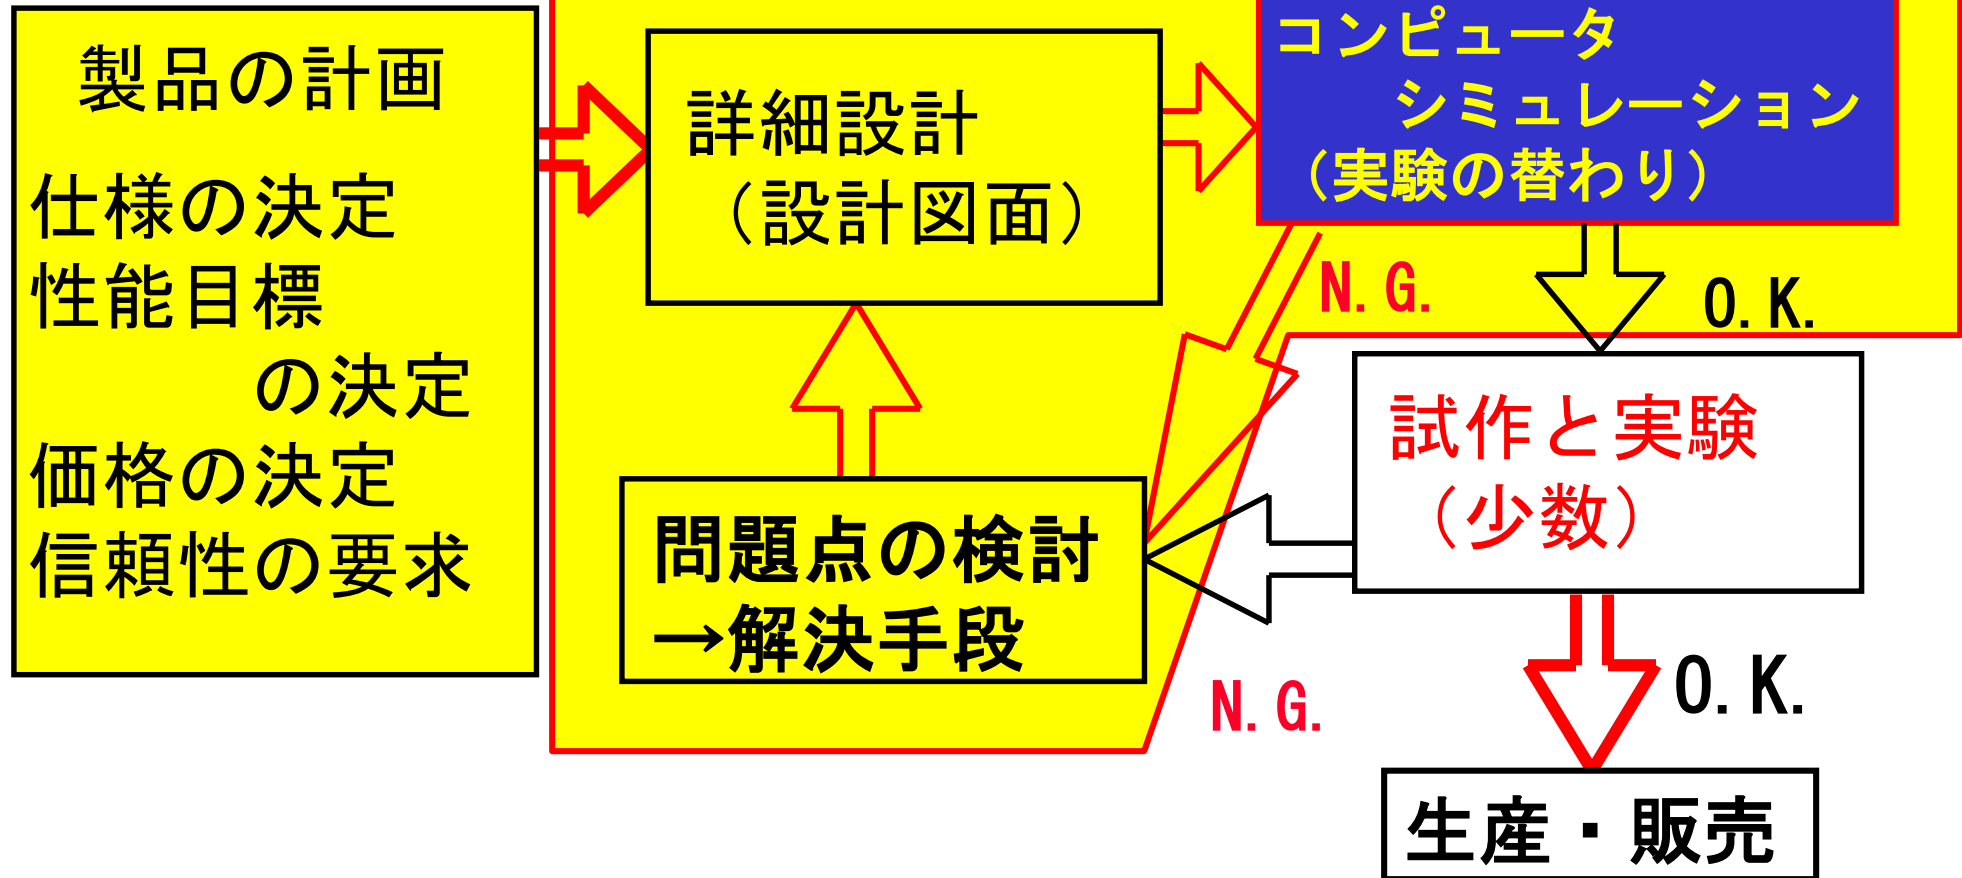 製品の計画
仕様の決定
性能目標
の決定
価格の決定
信頼性の要求
詳細設計
（設計図面）
コンピュータ
シミュレーション
（実験の替わり）
N.G.
O.K.
試作と実験
（少数）
問題点の検討
→解決手段
N.G.
O.K.
生産・販売